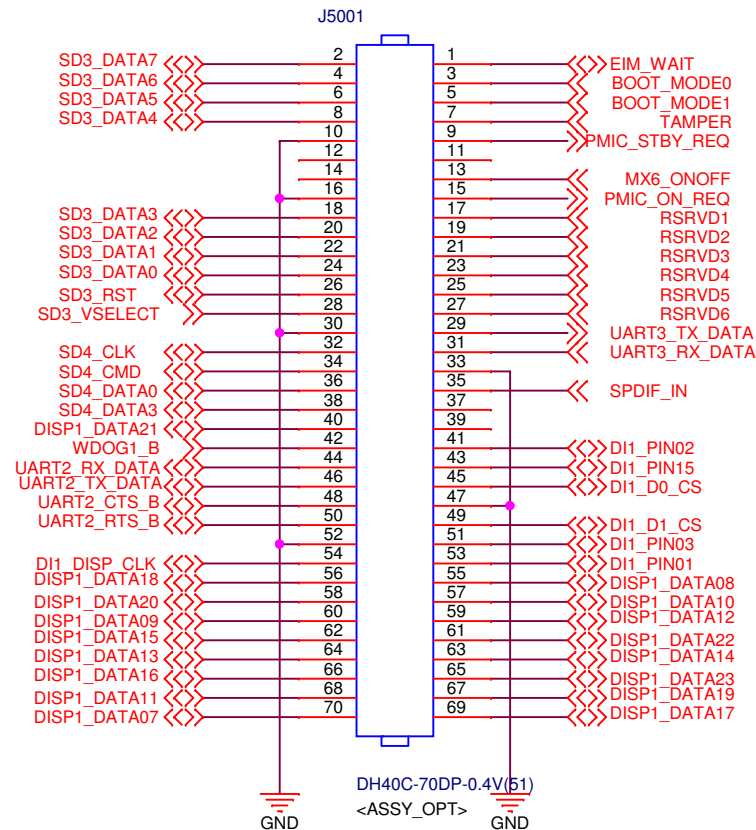 J5001
SD3_DATA7 2 1 EIM_WAIT
SD3_DATA6 4 3 BOOT_MODE0
SD3_DATA5 6 5 BOOT_MODE1
SD3_DATA4 8 7 TAMPER
10 9 PMIC_STBY_REQ
12 11
14 13 MX6_ONOFF
16 15 PMIC_ON_REQ
SD3_DATA3 18 17 RSRVD1
SD3_DATA2 20 19 RSRVD2
SD3_DATA1 22 21 RSRVD3
SD3_DATA0 24 23 RSRVD4
SD3_RST 26 25 RSRVD5
SD3_VSELECT 28 27 RSRVD6
30 29 UART3_TX_DATA
SD4_CLK 32 31 UART3_RX_DATA
SD4_CMD 34 33
SD4_DATA0 36 35 SPDIF_IN
SD4_DATA3 38 37
DISP1_DATA21 40 39
WDOG1_B 42 41 DI1_PIN02
UART2_RX_DATA 44 43 DI1_PIN15
UART2_TX_DATA 46 45 DI1_D0_CS
UART2_CTS_B 48 47
UART2_RTS_B 50 49 DI1_D1_CS
52 51 DI1_PIN03
DI1_DISP_CLK 54 53 DI1_PIN01
DISP1_DATA18 56 55 DISP1_DATA08
DISP1_DATA20 58 57 DISP1_DATA10
DISP1_DATA09 60 59 DISP1_DATA12
DISP1_DATA15 62 61 DISP1_DATA22
DISP1_DATA13 64 63 DISP1_DATA14
DISP1_DATA16 66 65 DISP1_DATA23
DISP1_DATA11 68 67 DISP1_DATA19
DISP1_DATA07 70 69 DISP1_DATA17
DH40C-70DP-0.4V(51)
<ASSY_OPT>
GND GND